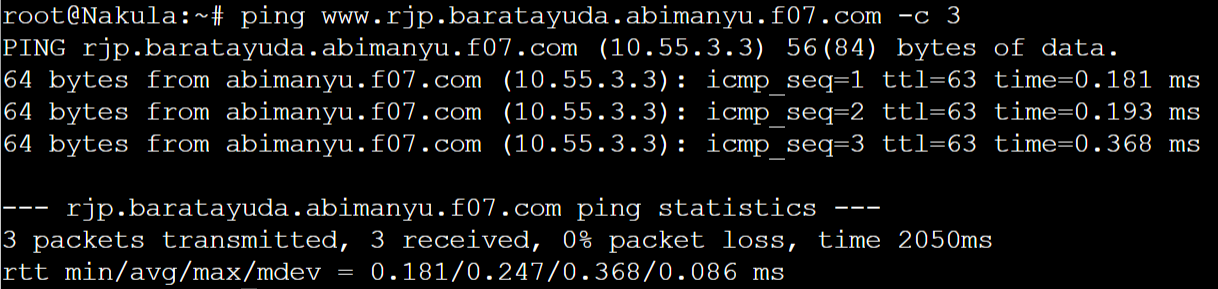 root@Nakula:~# ping www.rjp.baratayuda.abimanyu.f07.com -c 3
PING rjp.baratayuda.abimanyu.f07.com (10.55.3.3) 56(84) bytes of data.
64 bytes from abimanyu.f07.com (10.55.3.3): icmp_seq=1 ttl=63 time=0.181 ms
64 bytes from abimanyu.f07.com (10.55.3.3): icmp_seq=2 ttl=63 time=0.193 ms
64 bytes from abimanyu.f07.com (10.55.3.3): icmp_seq=3 ttl=63 time=0.368 ms
--- rjp.baratayuda.abimanyu.f07.com ping statistics ---
3 packets transmitted, 3 received, 0% packet loss, time 2050ms
rtt min/avg/max/mdev = 0.181/0.247/0.368/0.086 ms